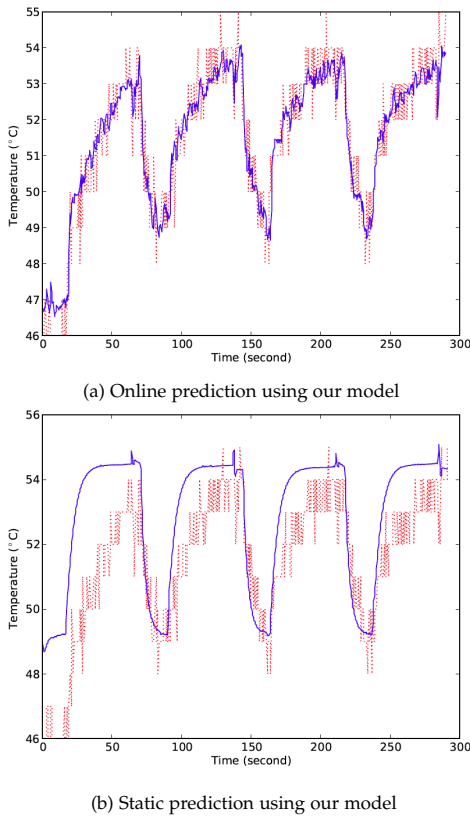 55
54
53
52
51
50
49
48
47
46
Temperature (°C)
0 50 100 150 200 250 300
Time (second)
(a) Online prediction using our model
56
54
52
50
48
46
Temperature (°C)
0 50 100 150 200 250 300
Time (second)
(b) Static prediction using our model